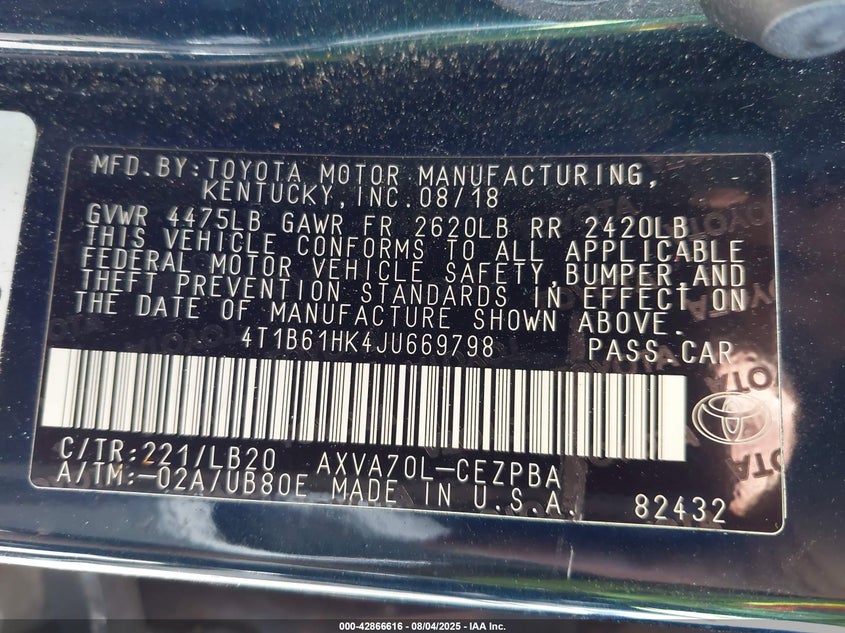 MFD.BY:TOYOTA MOTOR MANUFACTURING,
KENTUCKY,INC.08/18
GVWR 4475LB GAWR FR 2620LB RR 2420LB
THIS VEHICLE CONFORMS TO ALL APPLICABLE
FEDERAL MOTOR VEHICLE SAFETY,BUMPER,AND
THEFT PREVENTION STANDARDS IN EFFECT ON
THE DATE OF MANUFACTURE SHOWN ABOVE.
4T1B61HK4JU669798 PASS.CAR
C/TR:221/LB20 AXVA70L-CEZPBA
A/TM:-02A/UB80E MADE IN U.S.A. 82432
000-42866616 - 08/04/2025 - IAA Inc.